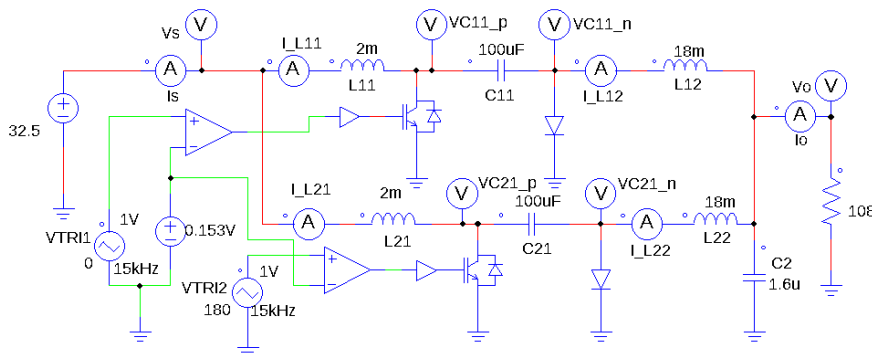 Vs
V
I_L11
2m
VC11_p
V
100uF
VC11_n
V
18m
A
Is
A
L11
C11
A
I_L12
L12
Vo
V
A
Io
32.5
1V
VTRI1
0
15kHz
0.153V
I_L21
A
2m
L21
VC21_p
V
100uF
C21
VC21_n
V
A
I_L22
18m
L22
108
1V
VTRI2
180
15kHz
C2
1.6u